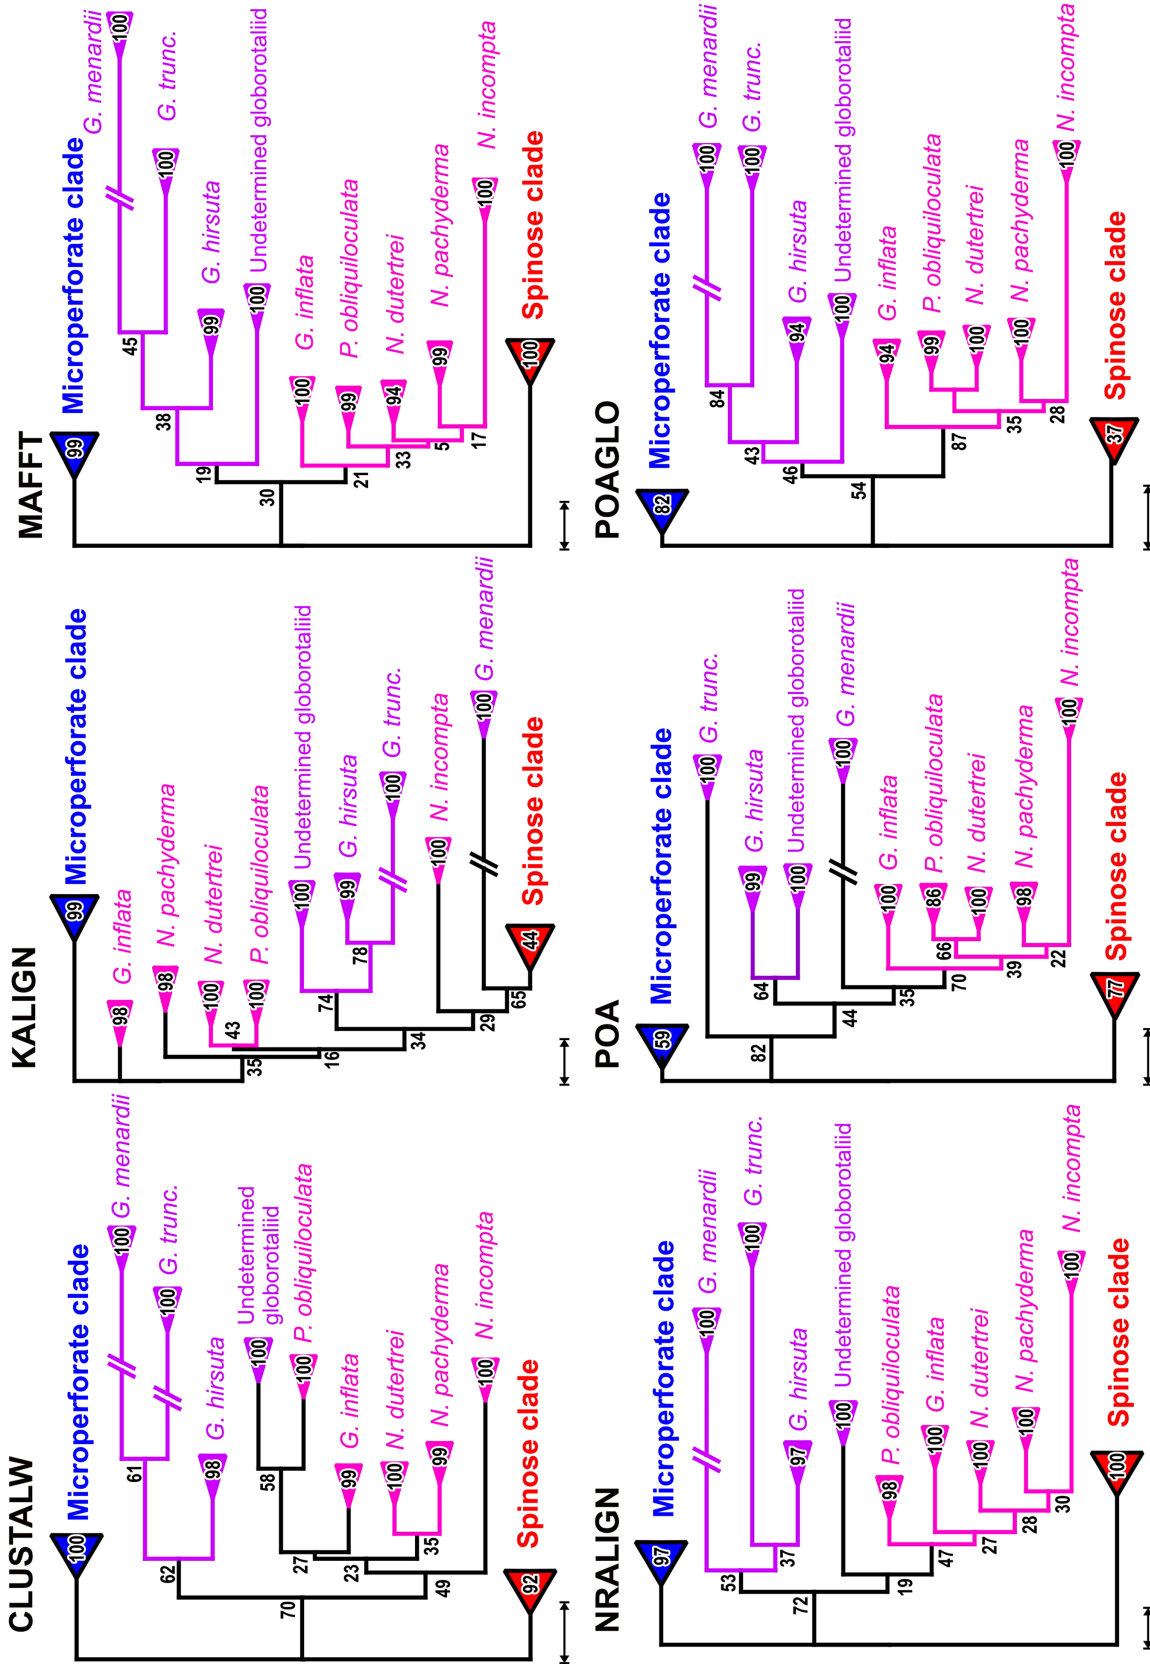 CLUSTALW
100
Microperforate clade
100
G. menardii
61
100
G. trunc.
62
98
G. hirsuta
70
100
Undetermined
globorotaliid
58
100
P. obliquiloculata
27
99
G. inflata
23
100
N. dutertrei
35
99
N. pachyderma
49
100
N. incompta
92
Spinose clade
KALIGN
99
Microperforate clade
98
G. inflata
98
N. pachyderma
100
N. dutertrei
43
100
P. obliquiloculata
35
100
Undetermined globorotaliid
74
99
G. hirsuta
78
100
G. trunc.
16
34
100
N. incompta
29
100
G. menardii
65
44
Spinose clade
MAFFT
99
Microperforate clade
100
G. menardii
45
100
G. trunc.
38
99
G. hirsuta
19
100
Undetermined globorotaliid
30
100
G. inflata
21
99
P. obliquiloculata
33
94
N. dutertrei
5
99
N. pachyderma
17
100
N. incompta
100
Spinose clade
NRALIGN
97
Microperforate clade
100
G. menardii
53
100
G. trunc.
37
97
G. hirsuta
72
100
Undetermined globorotaliid
19
98
P. obliquiloculata
47
100
G. inflata
27
100
N. dutertrei
28
100
N. pachyderma
30
100
N. incompta
100
Spinose clade
POA
59
Microperforate clade
100
G. trunc.
82
99
G. hirsuta
64
100
Undetermined globorotaliid
44
100
G. menardii
35
100
G. inflata
70
86
P. obliquiloculata
66
100
N. dutertrei
39
98
N. pachyderma
22
100
N. incompta
77
Spinose clade
POAGLO
82
Microperforate clade
100
G. menardii
84
100
G. trunc.
43
94
G. hirsuta
46
100
Undetermined globorotaliid
54
94
G. inflata
87
99
P. obliquiloculata
100
N. dutertrei
35
100
N. pachyderma
28
100
N. incompta
37
Spinose clade